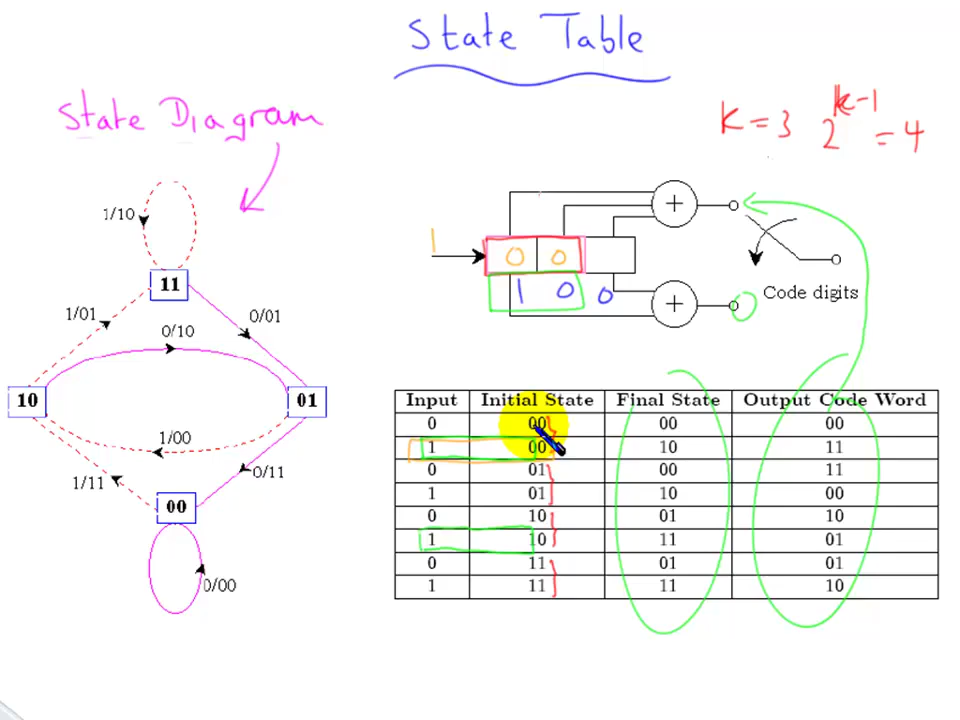 State Table
State Diagram
K = 3 2^k-1 = 4
1/10
11
1/01
0/01
0/10
10
01
1/00
1/11
0/11
00
0/00
+
1
0 0
1 0 0
+
Code digits
Input Initial State Final State Output Code Word
0 00 00 00
1 00 10 11
0 01 00 11
1 01 10 00
0 10 01 10
1 10 11 01
0 11 01 01
1 11 11 10